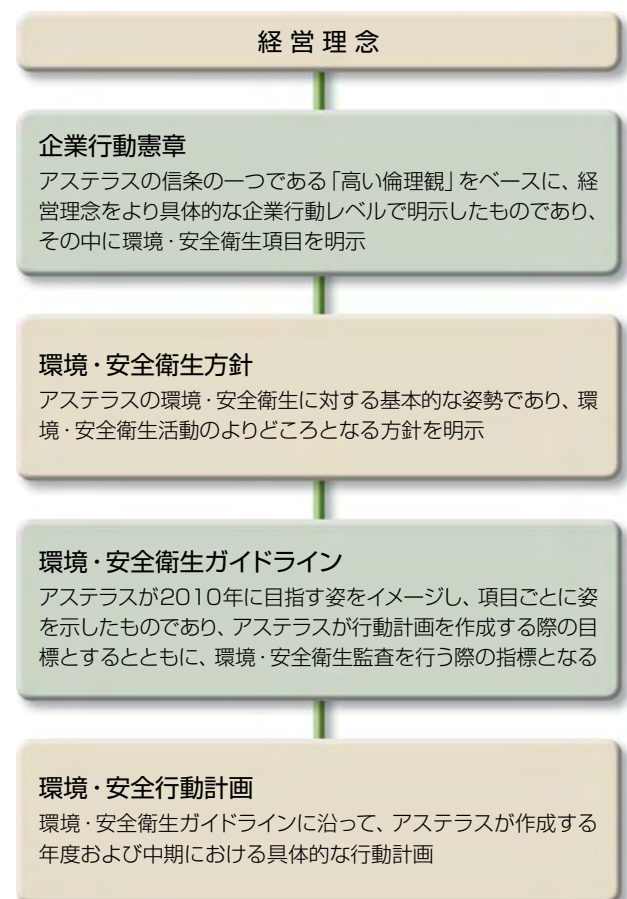 経営理念
企業行動憲章
アステラスの信条の一つである「高い倫理観」をベースに、経
営理念をより具体的な企業行動レベルで明示したものであり、
その中に環境・安全衛生項目を明示
環境・安全衛生方針
アステラスの環境・安全衛生に対する基本的な姿勢であり、環
境・安全衛生活動のよりどころとなる方針を明示
環境・安全衛生ガイドライン
アステラスが2010年に目指す姿をイメージし、項目ごとに姿
を示したものであり、アステラスが行動計画を作成する際の目
標とするとともに、環境・安全衛生監査を行う際の指標となる
環境・安全行動計画
環境・安全衛生ガイドラインに沿って、アステラスが作成する
年度および中期における具体的な行動計画